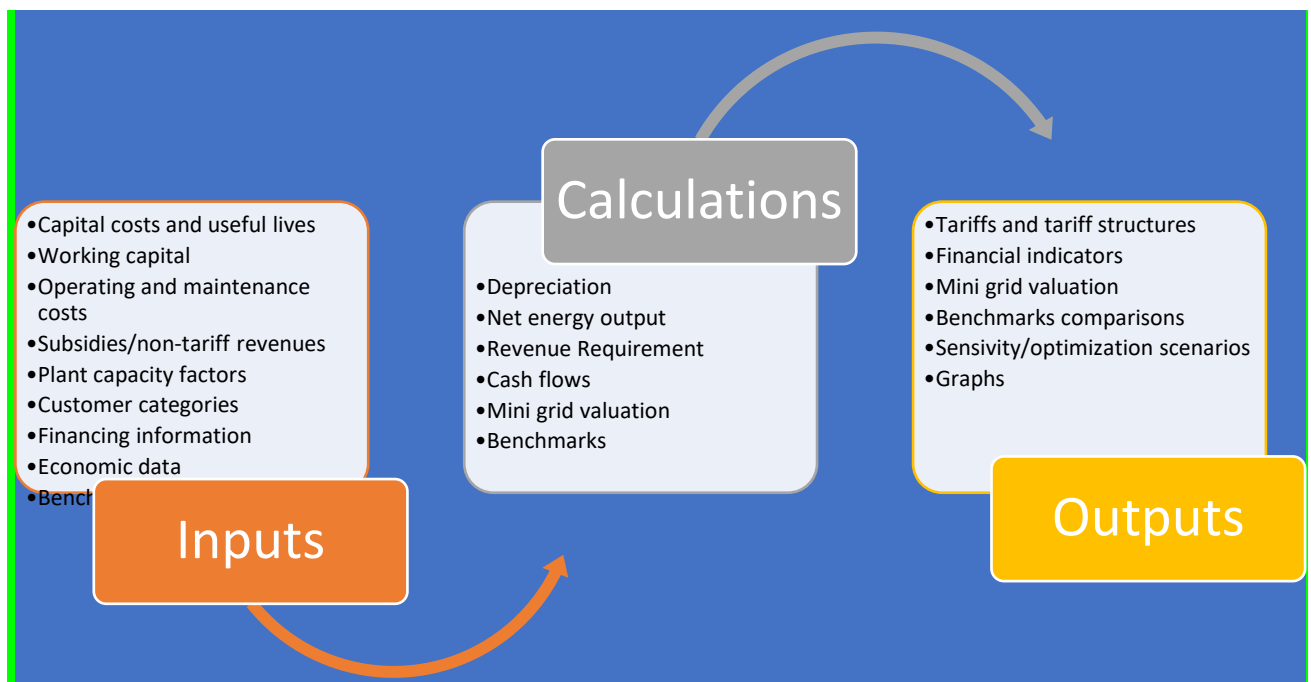 •Capital costs and useful lives
•Working capital
•Operating and maintenance
costs
•Subsidies/non-tariff revenues
•Plant capacity factors
•Customer categories
•Financing information
•Economic data
Inputs
Calculations
•Depreciation
•Net energy output
•Revenue Requirement
•Cash flows
•Mini grid valuation
•Benchmarks
•Tariffs and tariff structures
•Financial indicators
•Mini grid valuation
•Benchmarks comparisons
•Sensivity/optimization scenarios
•Graphs
Outputs